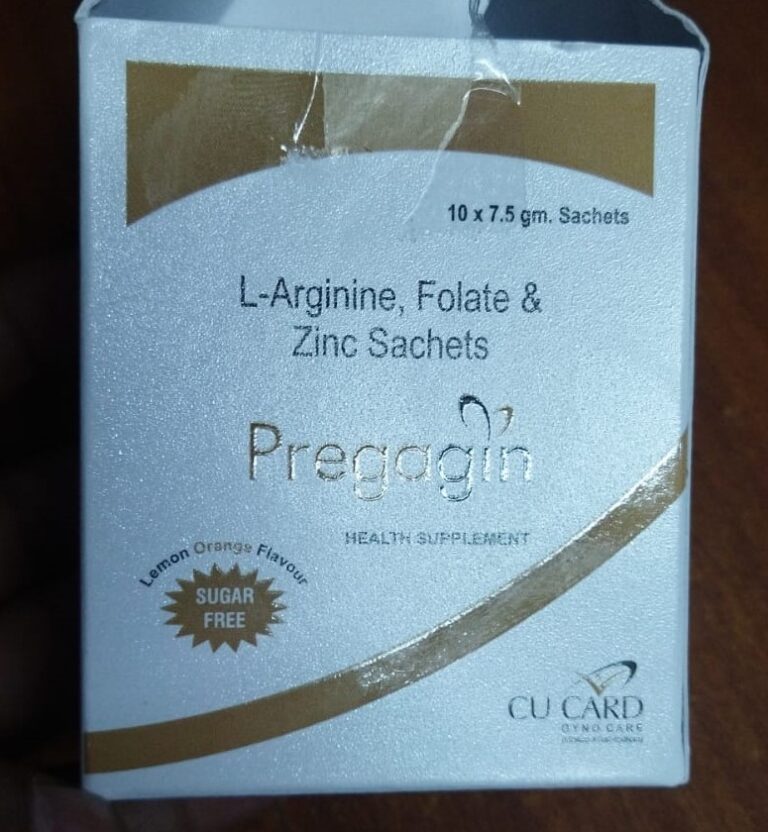 10 x 7.5 gm. Sachets
L-Arginine, Folate &
Zinc Sachets
Pregagin
HEALTH SUPPLEMENT
Lemon Orange Flavour
SUGAR
FREE
CU CARD
GYNO CARE